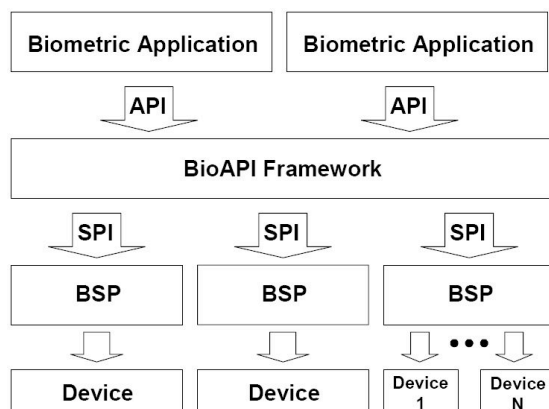 Biometric Application
Biometric Application
API
API
BioAPI Framework
SPI
SPI
SPI
BSP
BSP
BSP
Device
Device
Device
1
Device
N